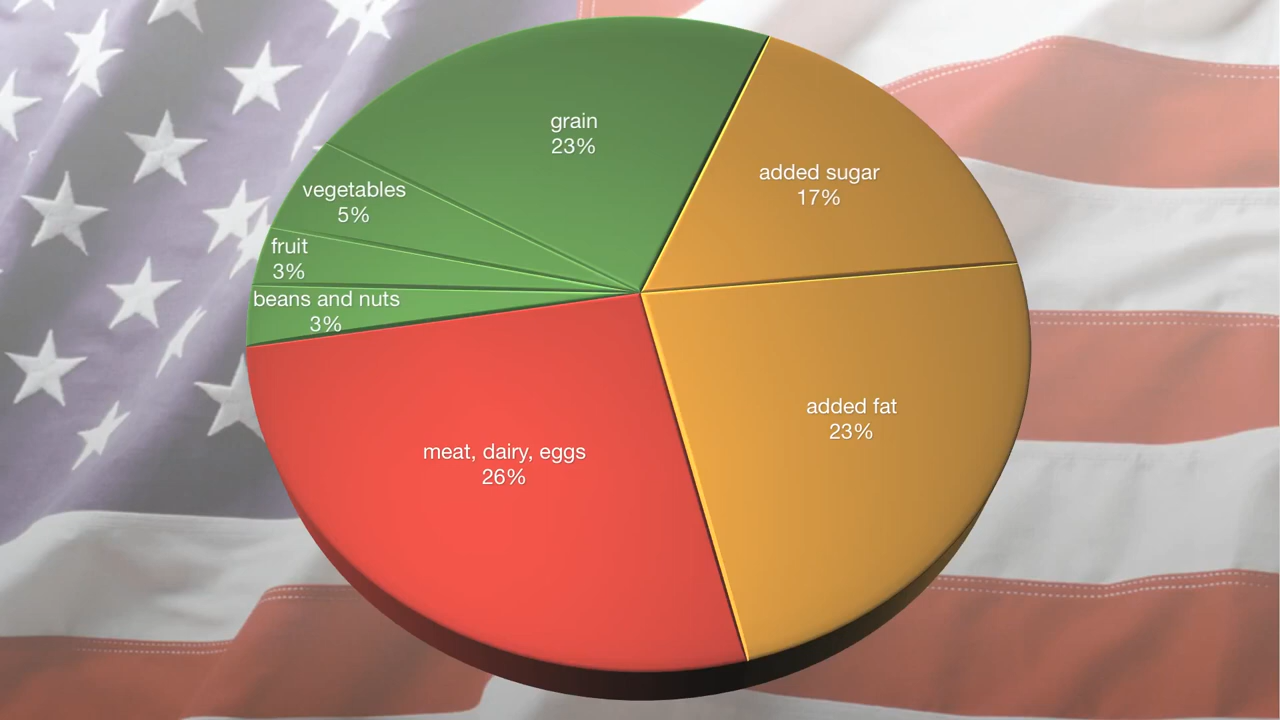 grain
23%
added sugar
17%
vegetables
5%
fruit
3%
beans and nuts
3%
added fat
23%
meat, dairy, eggs
26%